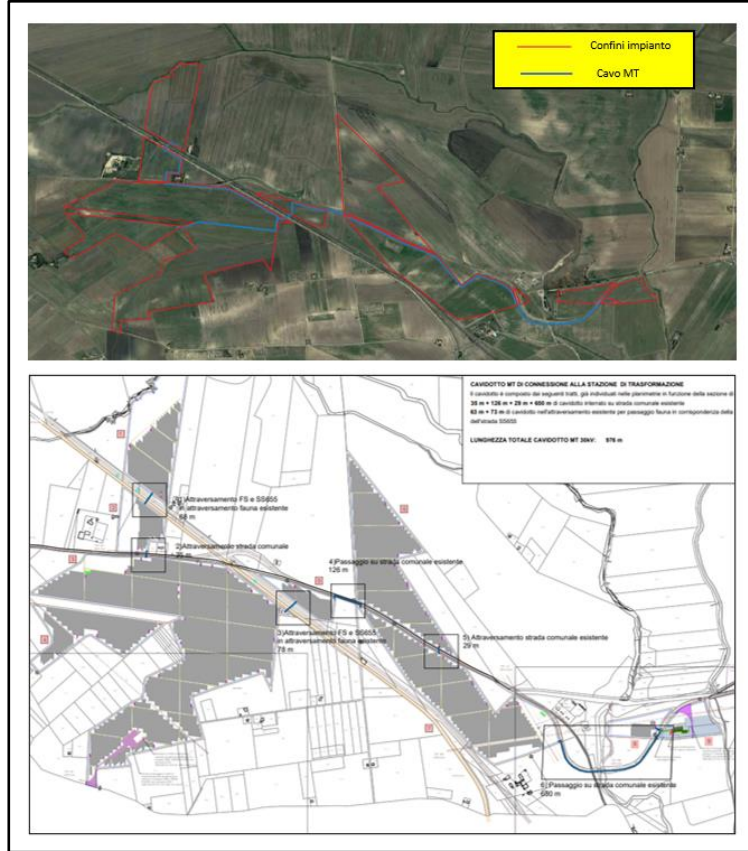 Confini impianto
Cavo MT
CAVIDOTTO MT DI CONNESSIONE ALLA STAZIONE DI TRASFORMAZIONE
Il cavidotto è composto dai seguenti tratti, già individuati nelle planimetrie in funzione della sezione di
35 m + 126 m + 29 m + 650 m di cavidotto interrato su strada comunale esistente
63 m + 73 m di cavidotto nell'attraversamento esistente per passaggio fauna in corrispondenza della
dell'strada SS655
LUNGHEZZA TOTALE CAVIDOTTO MT 30kV: 976 m
1)Attraversamento FS e SS655
in attraversamento fauna esistente
68 m
2)Attraversamento strada comunale
4)Passaggio su strada comunale esistente
126 m
3)Attraversamento FS e SS655
in attraversamento fauna esistente
78 m
5) Attraversamento strada comunale esistente
29 m
6)Passaggio su strada comunale esistente
680 m